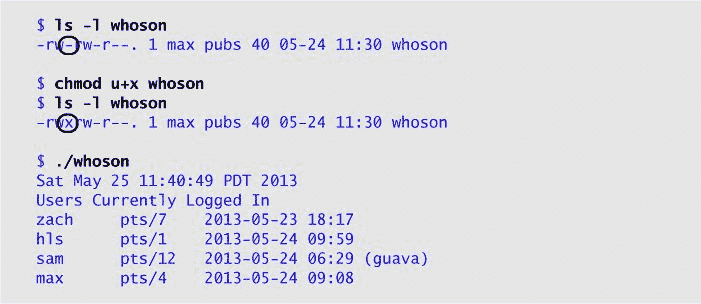 $ ls -l whoson
-rw-rw-r--. 1 max pubs 40 05-24 11:30 whoson
$ chmod u+x whoson
$ ls -l whoson
-rwxrw-r--. 1 max pubs 40 05-24 11:30 whoson
$ ./whoson
Sat May 25 11:40:49 PDT 2013
Users Currently Logged In
zach     pts/7    2013-05-23 18:17
hls      pts/1    2013-05-24 09:59
sam      pts/12   2013-05-24 06:29 (guava)
max      pts/4    2013-05-24 09:08